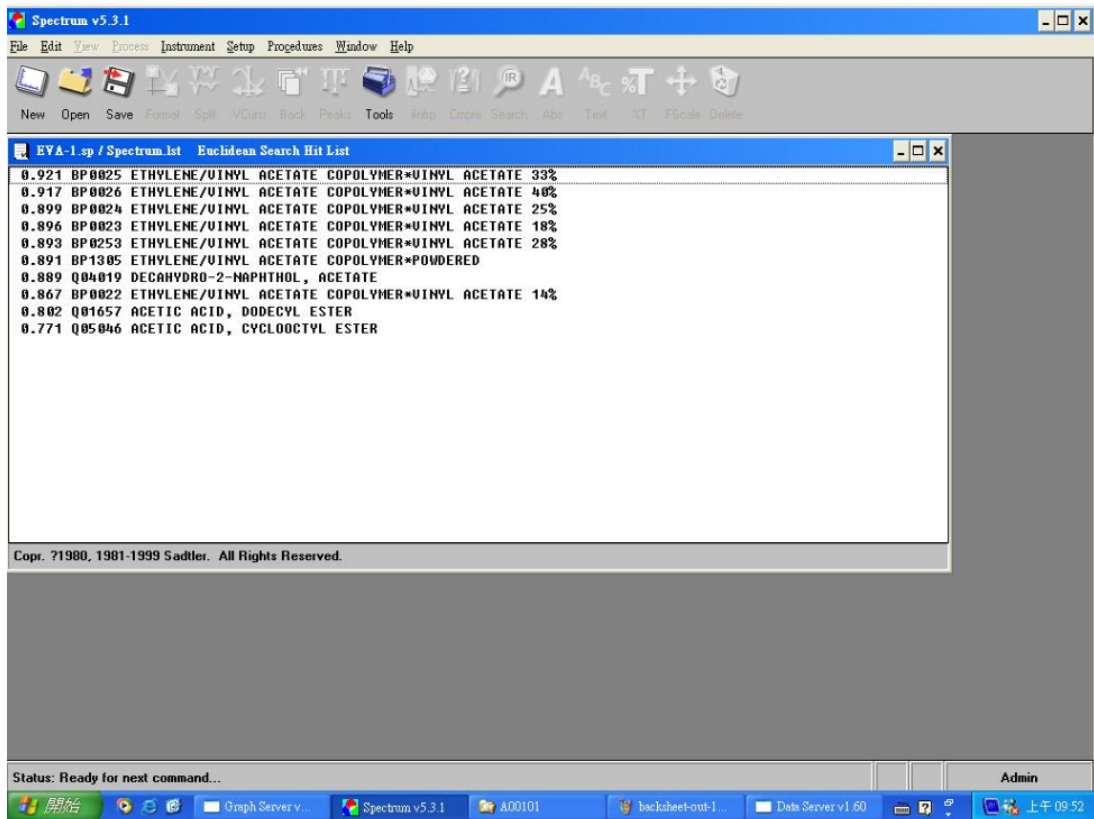 Spectrum v5.3.1
File Edit View Process Instrument Setup Procedures Window Help
New Open Save Format Split VCursr Back Peaks Tools Cmpre Search Abs Text %T FScale Delete
EVA-1.sp / Spectrum.lst Euclidean Search Hit List
0.921 BP0025 ETHYLENE/VINYL ACETATE COPOLYMER*VINYL ACETATE 33%
0.917 BP0026 ETHYLENE/VINYL ACETATE COPOLYMER*VINYL ACETATE 40%
0.899 BP0024 ETHYLENE/VINYL ACETATE COPOLYMER*VINYL ACETATE 25%
0.896 BP0023 ETHYLENE/VINYL ACETATE COPOLYMER*VINYL ACETATE 18%
0.893 BP0253 ETHYLENE/VINYL ACETATE COPOLYMER*VINYL ACETATE 28%
0.891 BP1305 ETHYLENE/VINYL ACETATE COPOLYMER*POWDERED
0.889 Q04019 DECAHYDRO-2-NAPHTHOL, ACETATE
0.867 BP0022 ETHYLENE/VINYL ACETATE COPOLYMER*VINYL ACETATE 14%
0.802 Q01657 ACETIC ACID, DODECYL ESTER
0.771 Q05046 ACETIC ACID, CYCLOOCTYL ESTER
Copr. ?1980, 1981-1999 Sadtler. All Rights Reserved.
Status: Ready for next command... Admin
開始 Graph Server v... Spectrum v5.3.1 A00101 backsheet-out-1... Data Server v1.60 上午 09:52